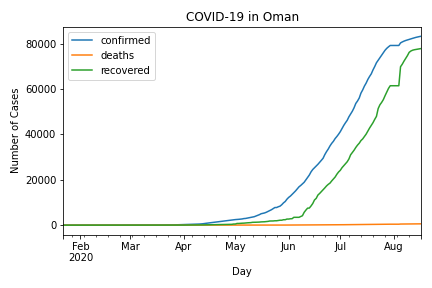 COVID-19 in Oman
confirmed
deaths
recovered
Number of Cases
80000
60000
40000
20000
0
Feb Mar Apr May Jun Jul Aug
2020
Day